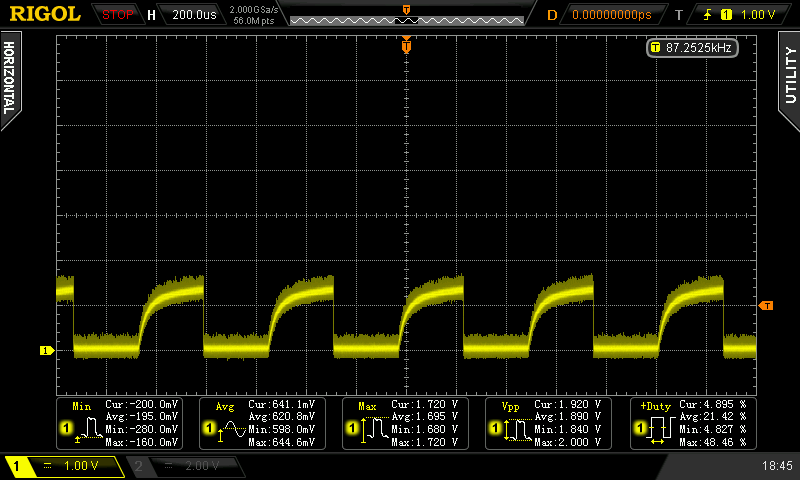 RIGOL STOP H 200.0us 2.000GSa/s 56.0M pts T D 0.00000000ps T 1 1.00 V
HORIZONTAL
UTILITY
T
T 87.2525kHz
T
1
Min Cur:-200.0mV
Avg:-195.0mV
1 Min:-280.0mV
Max:-160.0mV
Avg Cur:641.1mV
Avg:620.8mV
1 Min:598.0mV
Max:644.6mV
Max Cur:1.720 V
Avg:1.695 V
1 Min:1.680 V
Max:1.720 V
Vpp Cur:1.920 V
Avg:1.890 V
1 Min:1.840 V
Max:2.000 V
+Duty Cur:4.895 %
Avg:21.42 %
1 Min:4.827 %
Max:48.46 %
1 1.00 V 2 2.00 V 18:45